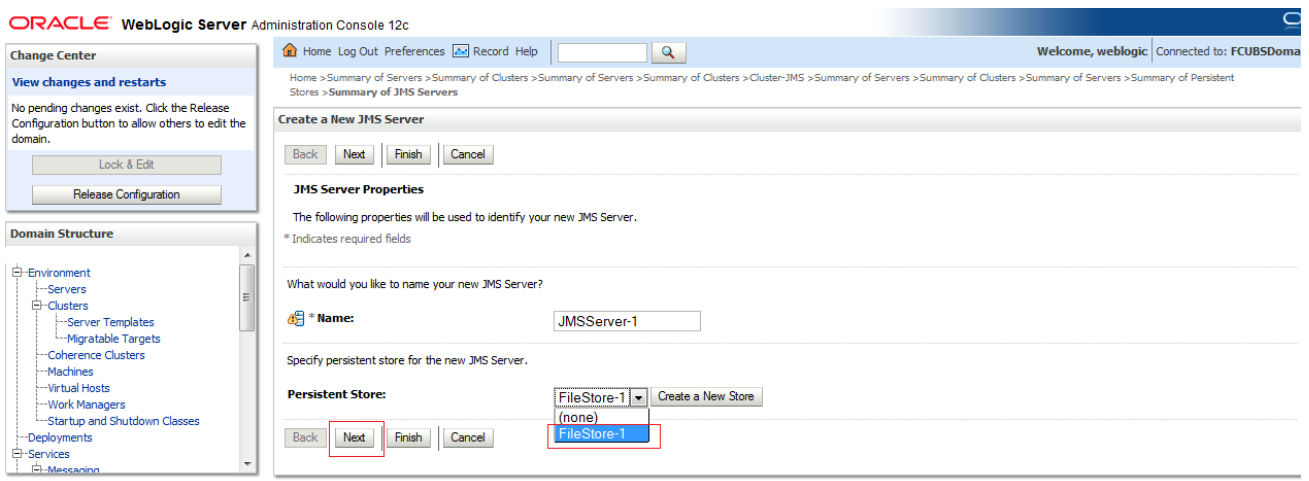 ORACLE WebLogic Server Administration Console 12c
Change Center
View changes and restarts
No pending changes exist. Click the Release
Configuration button to allow others to edit the
domain.
Lock & Edit
Release Configuration
Domain Structure
Environment
Servers
Clusters
Server Templates
Migratable Targets
Coherence Clusters
Machines
Virtual Hosts
Work Managers
Startup and Shutdown Classes
Deployments
Services
Messaging
Home Log Out Preferences Record Help
Welcome, weblogic Connected to: FCUBSDoma
Home >Summary of Servers >Summary of Clusters >Summary of Servers >Summary of Clusters >Cluster-JMS >Summary of Servers >Summary of Clusters >Summary of Servers >Summary of Persistent
Stores >Summary of JMS Servers
Create a New JMS Server
Back Next Finish Cancel
JMS Server Properties
The following properties will be used to identify your new JMS Server.
* Indicates required fields
What would you like to name your new JMS Server?
* Name: JMSServer-1
Specify persistent store for the new JMS Server.
Persistent Store: FileStore-1 Create a New Store
(none)
FileStore-1
Back Next Finish Cancel